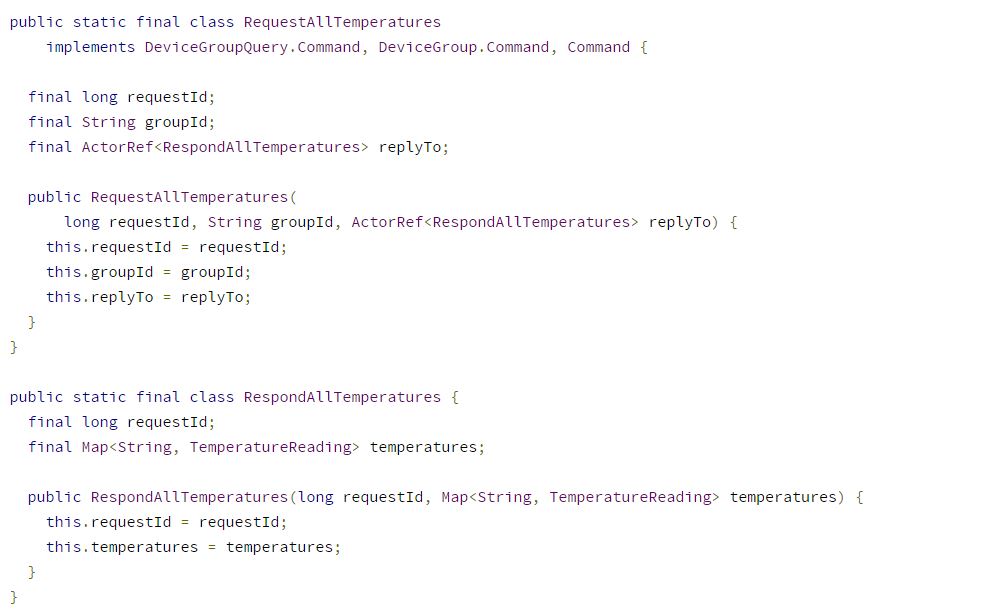 public static final class RequestAllTemperatures
    implements DeviceGroupQuery.Command, DeviceGroup.Command, Command {

  final long requestId;
  final String groupId;
  final ActorRef<RespondAllTemperatures> replyTo;

  public RequestAllTemperatures(
      long requestId, String groupId, ActorRef<RespondAllTemperatures> replyTo) {
    this.requestId = requestId;
    this.groupId = groupId;
    this.replyTo = replyTo;
  }
}

public static final class RespondAllTemperatures {
  final long requestId;
  final Map<String, TemperatureReading> temperatures;

  public RespondAllTemperatures(long requestId, Map<String, TemperatureReading> temperatures) {
    this.requestId = requestId;
    this.temperatures = temperatures;
  }
}